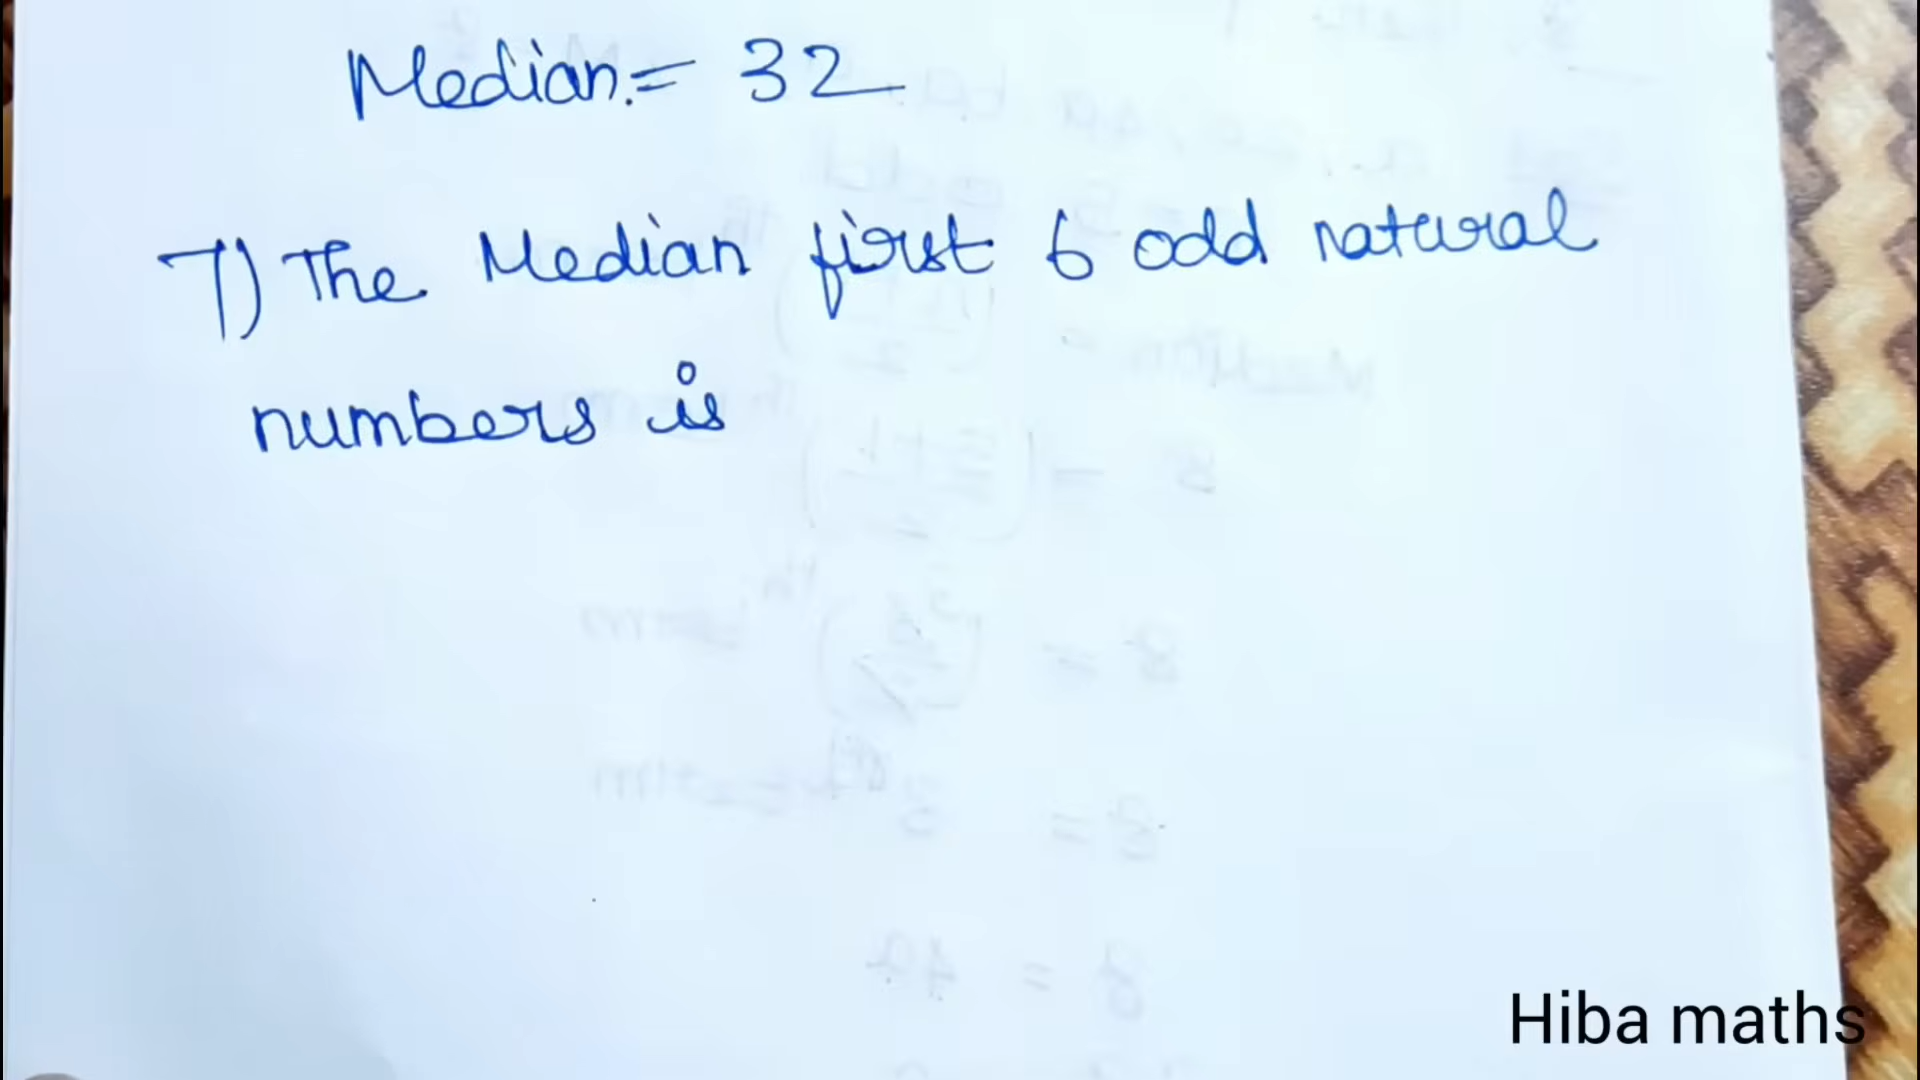 Median.= 32
7) The Median first 6 odd natural
numbers is
Hiba maths